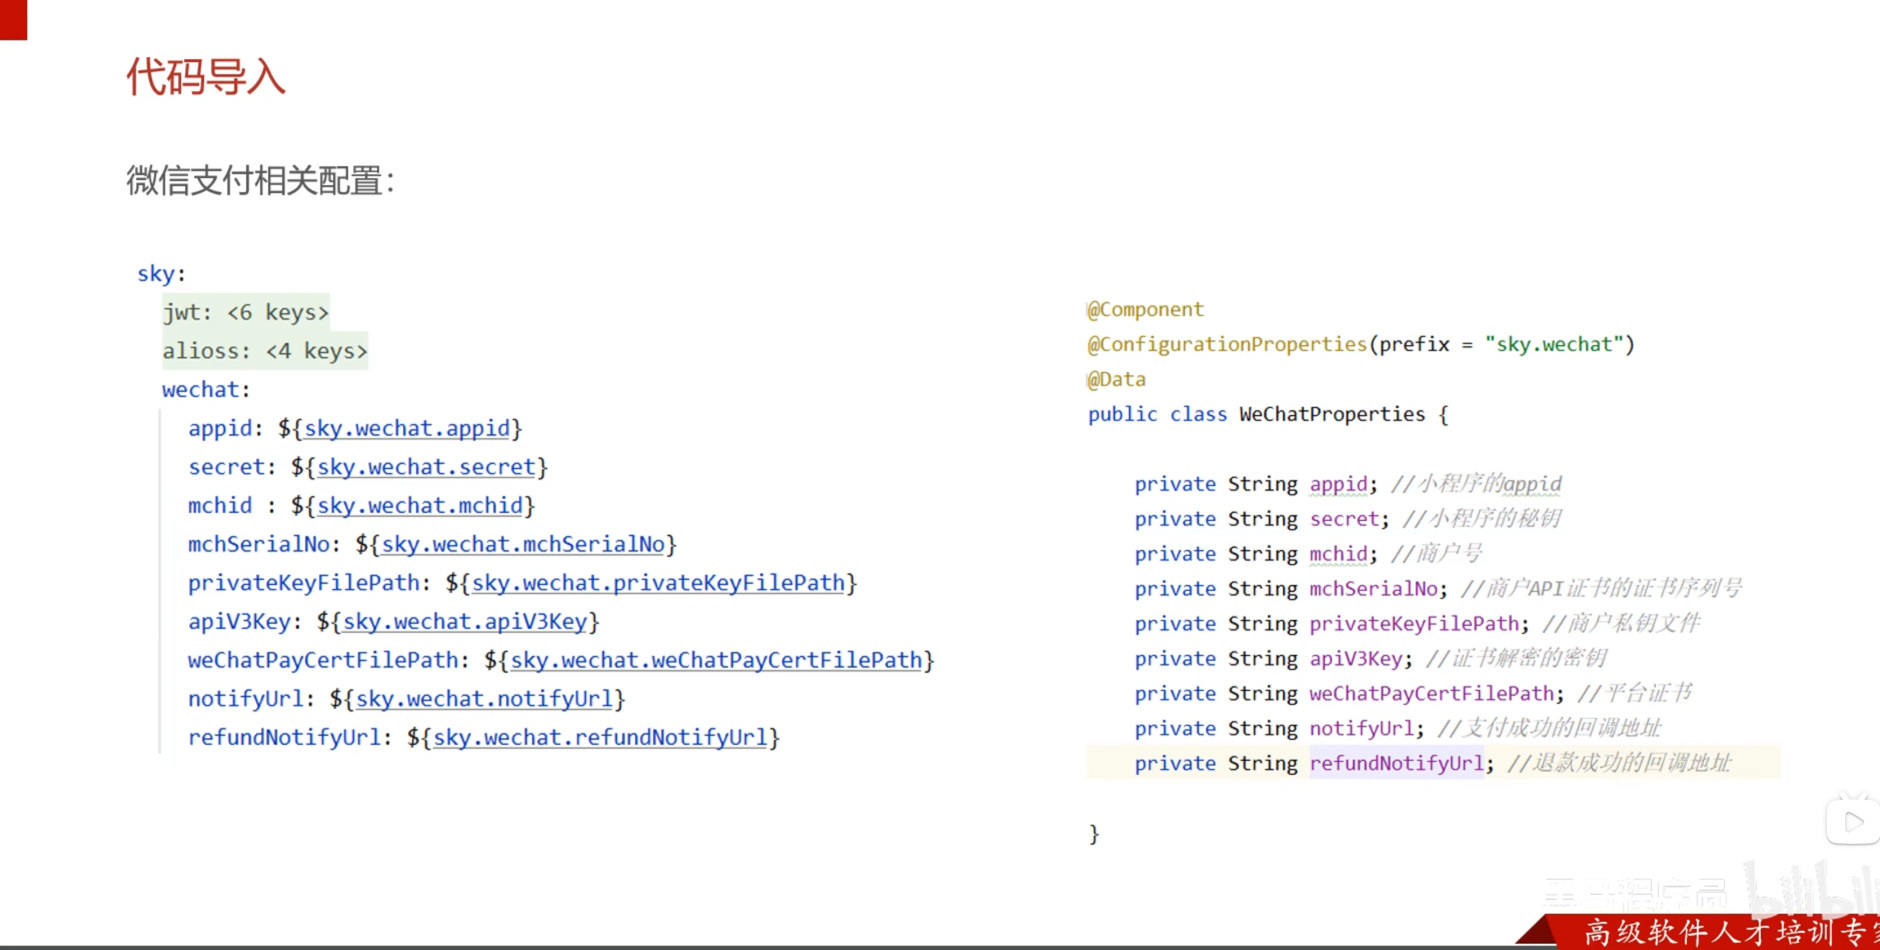 代码导入
微信支付相关配置：
sky:
jwt: <6 keys>
alioss: <4 keys>
wechat:
appid: ${sky.wechat.appid}
secret: ${sky.wechat.secret}
mchid : ${sky.wechat.mchid}
mchSerialNo: ${sky.wechat.mchSerialNo}
privateKeyFilePath: ${sky.wechat.privateKeyFilePath}
apiV3Key: ${sky.wechat.apiV3Key}
weChatPayCertFilePath: ${sky.wechat.weChatPayCertFilePath}
notifyUrl: ${sky.wechat.notifyUrl}
refundNotifyUrl: ${sky.wechat.refundNotifyUrl}
@Component
@ConfigurationProperties(prefix = "sky.wechat")
@Data
public class WeChatProperties {
private String appid; //小程序的appid
private String secret; //小程序的秘钥
private String mchid; //商户号
private String mchSerialNo; //商户API证书的证书序列号
private String privateKeyFilePath; //商户私钥文件
private String apiV3Key; //证书解密的密钥
private String weChatPayCertFilePath; //平台证书
private String notifyUrl; //支付成功的回调地址
private String refundNotifyUrl; //退款成功的回调地址
}
黑马程序员
bilibili
高级软件人才培训专家